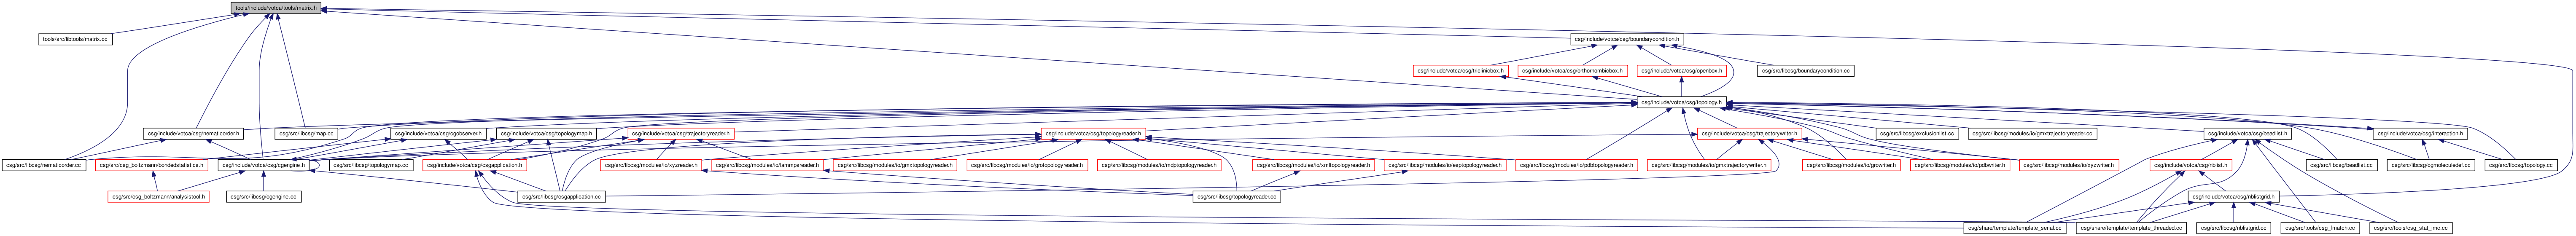 tools/include/votca/tools/matrix.h
tools/src/libtools/matrix.cc
csg/include/votca/csg/boundarycondition.h
csg/include/votca/csg/triclinicbox.h
csg/include/votca/csg/orthorhombicbox.h
csg/include/votca/csg/openbox.h
csg/src/libcsg/boundarycondition.cc
csg/include/votca/csg/topology.h
csg/include/votca/csg/nematicorder.h
csg/src/libcsg/map.cc
csg/include/votca/csg/cgobserver.h
csg/include/votca/csg/topologymap.h
csg/include/votca/csg/trajectoryreader.h
csg/include/votca/csg/topologyreader.h
csg/include/votca/csg/trajectorywriter.h
csg/src/libcsg/exclusionlist.cc
csg/src/libcsg/modules/io/gmxtrajectoryreader.cc
csg/include/votca/csg/beadlist.h
csg/include/votca/csg/interaction.h
csg/src/libcsg/nematicorder.cc
csg/src/csg_boltzmann/bondedstatistics.h
csg/include/votca/csg/cgengine.h
csg/src/libcsg/topologymap.cc
csg/include/votca/csg/csgapplication.h
csg/src/libcsg/modules/io/xyzreader.h
csg/src/libcsg/modules/io/lammpsreader.h
csg/src/libcsg/modules/io/gmxtopologyreader.h
csg/src/libcsg/modules/io/grotopologyreader.h
csg/src/libcsg/modules/io/mdptopologyreader.h
csg/src/libcsg/modules/io/xmltopologyreader.h
csg/src/libcsg/modules/io/esptopologyreader.h
csg/src/libcsg/modules/io/pdbtopologyreader.h
csg/src/libcsg/modules/io/gmxtrajectorywriter.h
csg/src/libcsg/modules/io/growriter.h
csg/src/libcsg/modules/io/pdbwriter.h
csg/src/libcsg/modules/io/xyzwriter.h
csg/include/votca/csg/nblist.h
csg/src/libcsg/beadlist.cc
csg/src/libcsg/cgmoleculedef.cc
csg/src/libcsg/topology.cc
csg/src/csg_boltzmann/analysistool.h
csg/src/libcsg/cgengine.cc
csg/src/libcsg/csgapplication.cc
csg/src/libcsg/topologyreader.cc
csg/include/votca/csg/nblistgrid.h
csg/share/template/template_serial.cc
csg/share/template/template_threaded.cc
csg/src/libcsg/nblistgrid.cc
csg/src/tools/csg_fmatch.cc
csg/src/tools/csg_stat_imc.cc